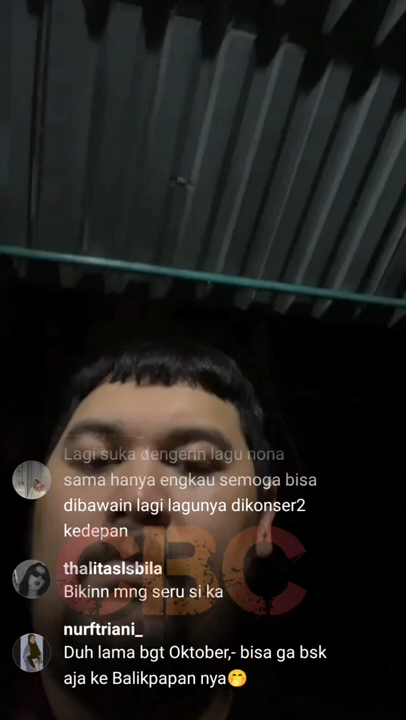 Lagi suka dengerin lagu nona
sama hanya engkau semoga bisa
dibawain lagi lagunya dikonser2
kedepan
CBC
thalitaslsbila
Bikinn mng seru si ka
nurftriani_
Duh lama bgt Oktober,- bisa ga bsk
aja ke Balikpapan nya🤭